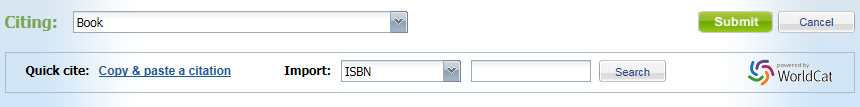 Citing: Book Submit Cancel
Quick cite: Copy & paste a citation Import: ISBN Search powered by WorldCat